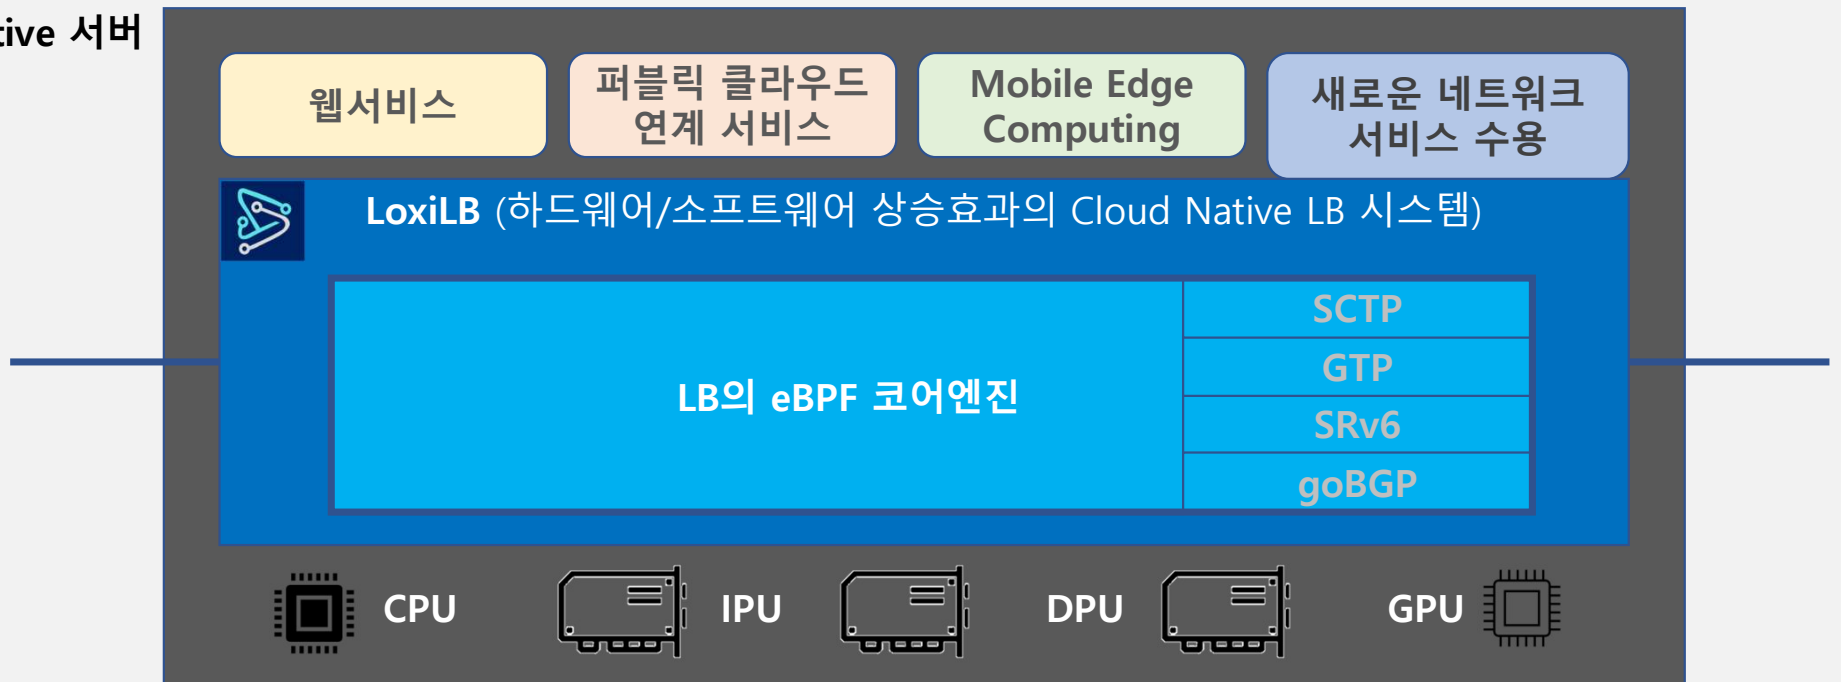 서버
웹서비스
퍼블릭 클라우드
연계 서비스
Mobile Edge
Computing
새로운 네트워크
서비스 수용
LoxiLB (하드웨어/소프트웨어 상승효과의 Cloud Native LB 시스템)
LB의 eBPF 코어엔진
SCTP
GTP
SRv6
goBGP
CPU
IPU
DPU
GPU